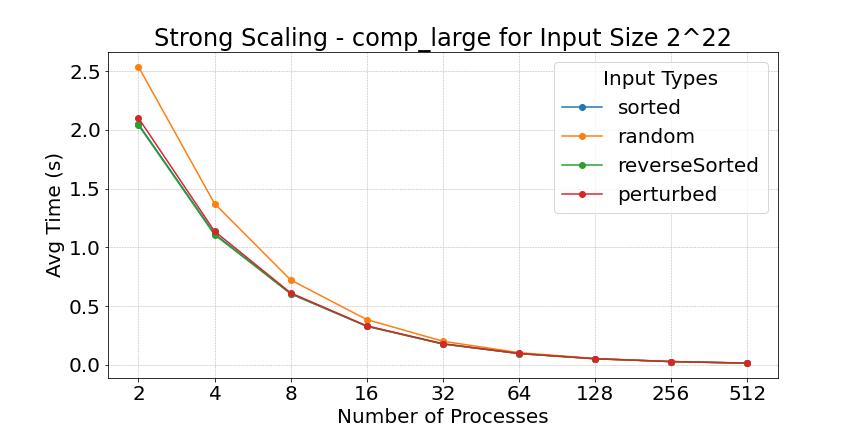 Strong Scaling - comp_large for Input Size 2^22
Avg Time (s)
2.5
2.0
1.5
1.0
0.5
0.0
Input Types
sorted
random
reverseSorted
perturbed
2 4 8 16 32 64 128 256 512
Number of Processes